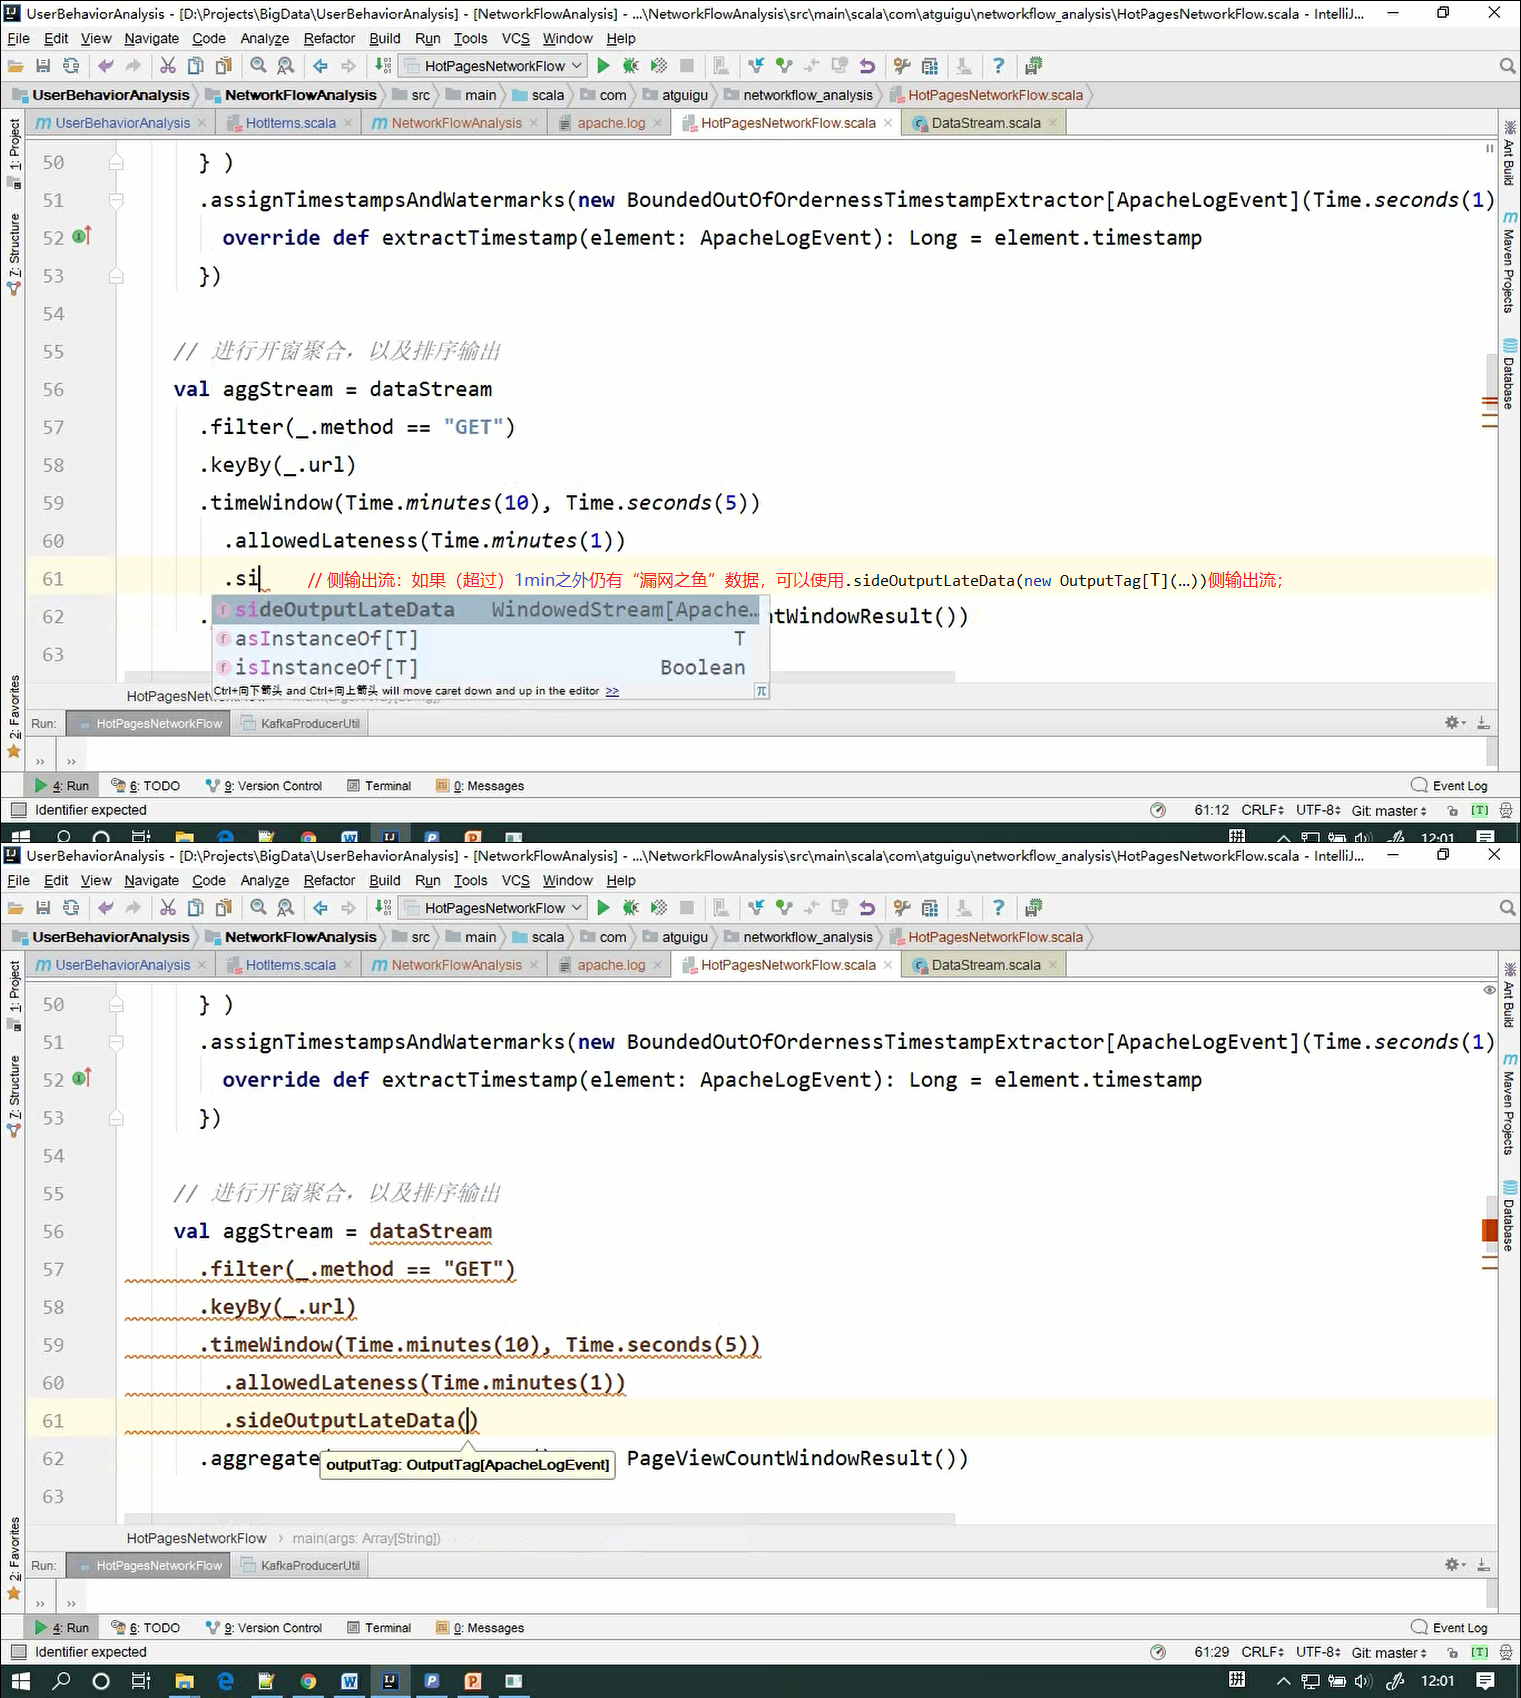 UserBehaviorAnalysis - [D:\Projects\BigData\UserBehaviorAnalysis] - [NetworkFlowAnalysis] - ...\NetworkFlowAnalysis\src\main\scala\com\atguigu\networkflow_analysis\HotPagesNetworkFlow.scala - IntelliJ...
File Edit View Navigate Code Analyze Refactor Build Run Tools VCS Window Help
HotPagesNetworkFlow
UserBehaviorAnalysis NetworkFlowAnalysis src main scala com atguigu networkflow_analysis HotPagesNetworkFlow.scala
UserBehaviorAnalysis HotItems.scala NetworkFlowAnalysis apache.log HotPagesNetworkFlow.scala DataStream.scala
1: Project
7: Structure
2: Favorites
Ant Build
Maven Projects
Database
50 } )
51 .assignTimestampsAndWatermarks(new BoundedOutOfOrdernessTimestampExtractor[ApacheLogEvent](Time.seconds(1)
52 override def extractTimestamp(element: ApacheLogEvent): Long = element.timestamp
53 })
54
55 // 进行开窗聚合，以及排序输出
56 val aggStream = dataStream
57 .filter(_.method == "GET")
58 .keyBy(_.url)
59 .timeWindow(Time.minutes(10), Time.seconds(5))
60 .allowedLateness(Time.minutes(1))
61 .si // 侧输出流：如果（超过）1min之外仍有“漏网之鱼”数据，可以使用.sideOutputLateData(new OutputTag[T](…))侧输出流；
sideOutputLateData WindowedStream[Apache...
62 . ntWindowResult())
asInstanceOf[T] T
63
isInstanceOf[T] Boolean
Ctrl+向下箭头 and Ctrl+向上箭头 will move caret down and up in the editor >> π
HotPagesNetw main(args: Array[String])
Run: HotPagesNetworkFlow KafkaProducerUtil
» »
4: Run 6: TODO 9: Version Control Terminal 0: Messages Event Log
Identifier expected 61:12 CRLF UTF-8 Git: master [T]
12:01
UserBehaviorAnalysis - [D:\Projects\BigData\UserBehaviorAnalysis] - [NetworkFlowAnalysis] - ...\NetworkFlowAnalysis\src\main\scala\com\atguigu\networkflow_analysis\HotPagesNetworkFlow.scala - IntelliJ...
File Edit View Navigate Code Analyze Refactor Build Run Tools VCS Window Help
HotPagesNetworkFlow
UserBehaviorAnalysis NetworkFlowAnalysis src main scala com atguigu networkflow_analysis HotPagesNetworkFlow.scala
UserBehaviorAnalysis HotItems.scala NetworkFlowAnalysis apache.log HotPagesNetworkFlow.scala DataStream.scala
1: Project
7: Structure
2: Favorites
Ant Build
Maven Projects
Database
50 } )
51 .assignTimestampsAndWatermarks(new BoundedOutOfOrdernessTimestampExtractor[ApacheLogEvent](Time.seconds(1)
52 override def extractTimestamp(element: ApacheLogEvent): Long = element.timestamp
53 })
54
55 // 进行开窗聚合，以及排序输出
56 val aggStream = dataStream
57 .filter(_.method == "GET")
58 .keyBy(_.url)
59 .timeWindow(Time.minutes(10), Time.seconds(5))
60 .allowedLateness(Time.minutes(1))
61 .sideOutputLateData()
62 .aggregate PageViewCountWindowResult())
outputTag: OutputTag[ApacheLogEvent]
63
HotPagesNetworkFlow › main(args: Array[String])
Run: HotPagesNetworkFlow KafkaProducerUtil
» »
4: Run 6: TODO 9: Version Control Terminal 0: Messages Event Log
Identifier expected 61:29 CRLF UTF-8 Git: master [T]
12:01